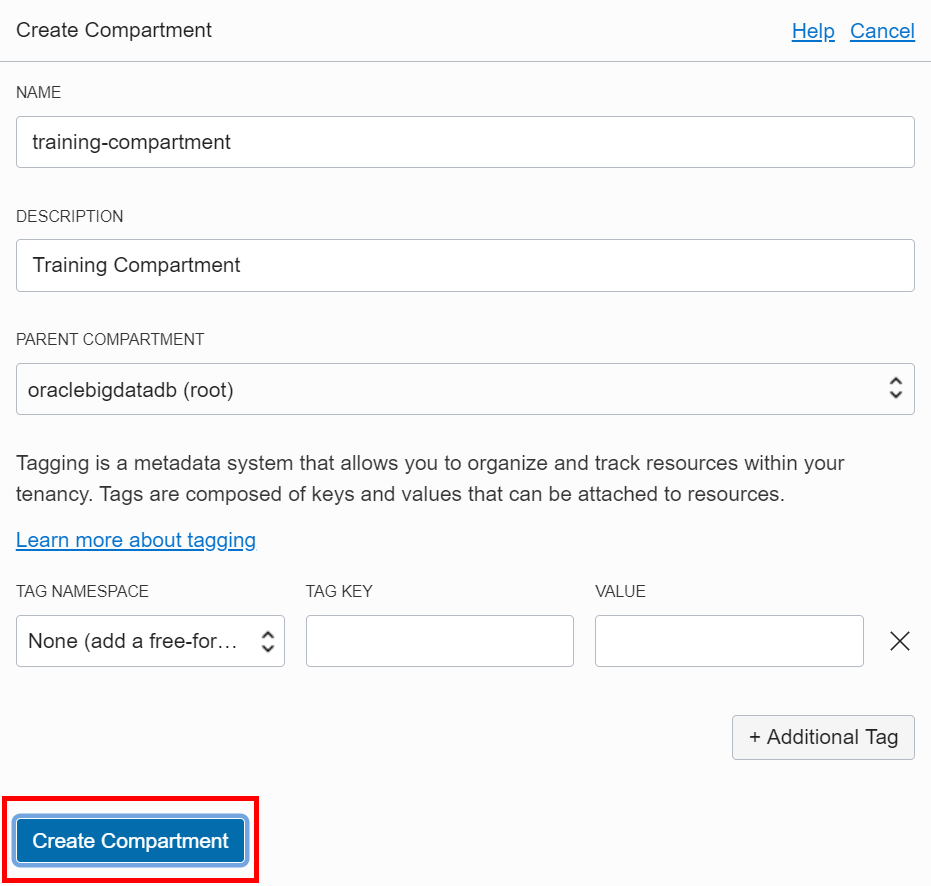 Create Compartment
Help Cancel
NAME
training-compartment
DESCRIPTION
Training Compartment
PARENT COMPARTMENT
oraclebigdatadb (root)
Tagging is a metadata system that allows you to organize and track resources within your
tenancy. Tags are composed of keys and values that can be attached to resources.
Learn more about tagging
TAG NAMESPACE TAG KEY VALUE
None (add a free-for...
+ Additional Tag
Create Compartment